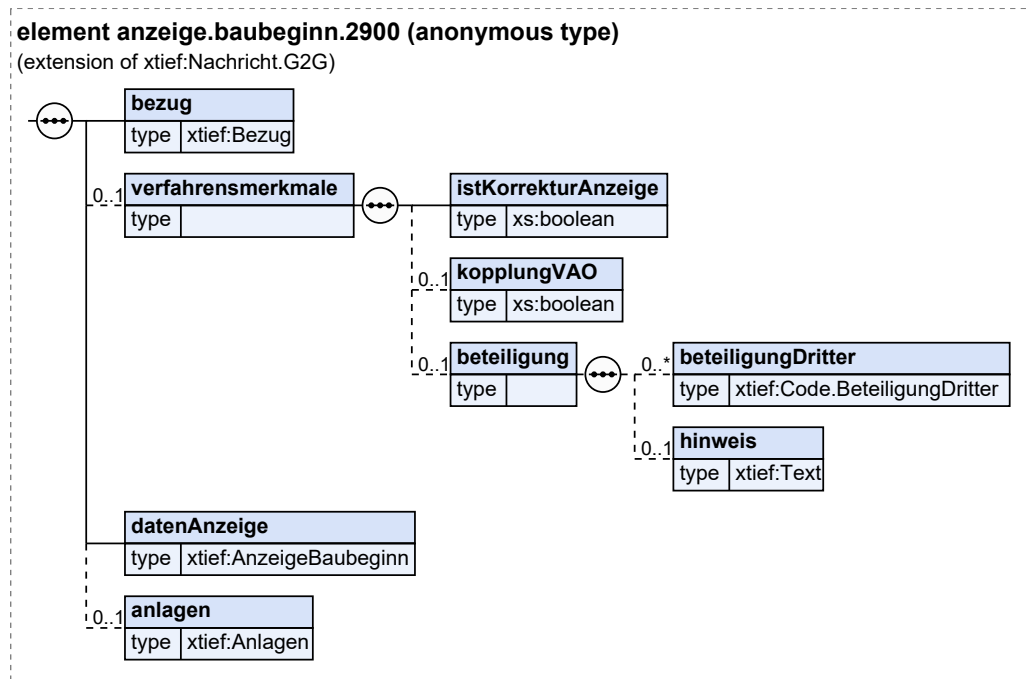 element anzeige.baubeginn.2900 (anonymous type)
(extension of xtief:Nachricht.G2G)
bezug
type xtief:Bezug
0..1 verfahrensmerkmale
type
istKorrekturAnzeige
type xs:boolean
0..1 kopplungVAO
type xs:boolean
0..1 beteiligung
type
0..* beteiligungDritter
type xtief:Code.BeteiligungDritter
0..1 hinweis
type xtief:Text
datenAnzeige
type xtief:AnzeigeBaubeginn
0..1 anlagen
type xtief:Anlagen